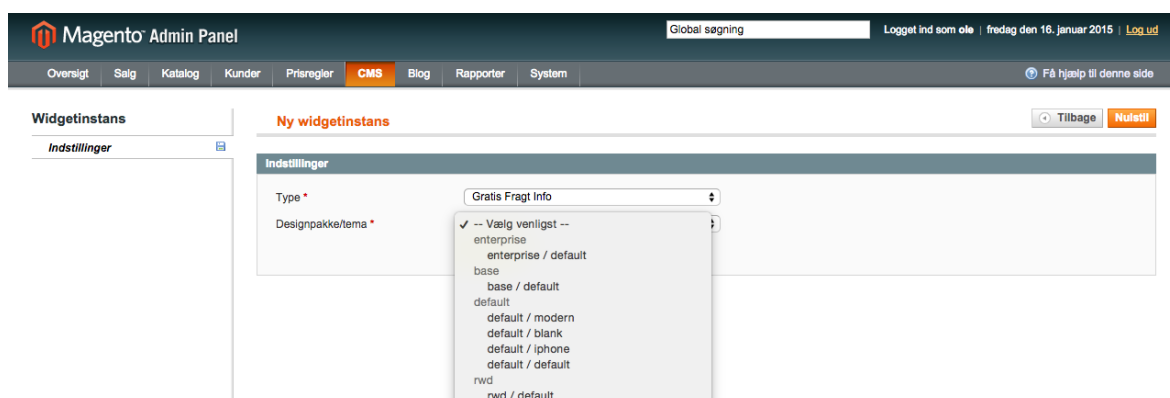 Magento Admin Panel
Global søgning
Logget ind som ole | fredag den 16. januar 2015 | Log ud
Oversigt Salg Katalog Kunder Prisregler CMS Blog Rapporter System
Få hjælp til denne side
Widgetinstans
Indstillinger
Ny widgetinstans
Tilbage Nulstil
Indstillinger
Type * Gratis Fragt Info
Designpakke/tema *
✓ -- Vælg venligst --
enterprise
enterprise / default
base
base / default
default
default / modern
default / blank
default / iphone
default / default
rwd
rwd / default